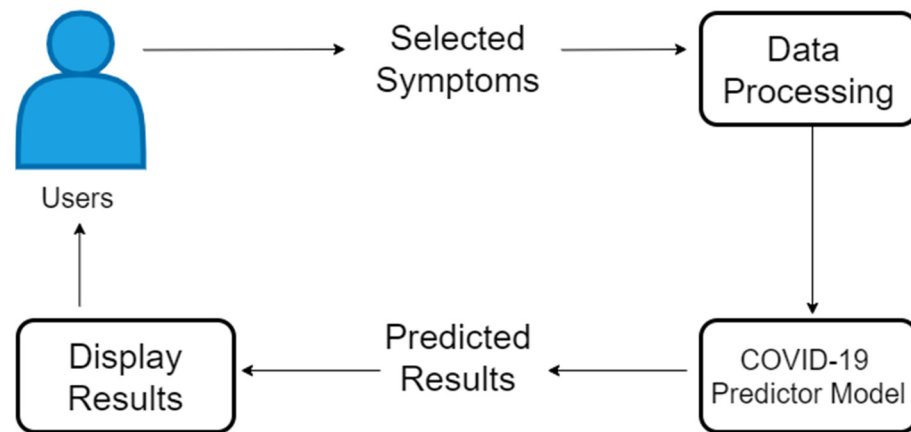 Selected
Symptoms
Data
Processing
Users
Display
Results
Predicted
Results
COVID-19
Predictor Model